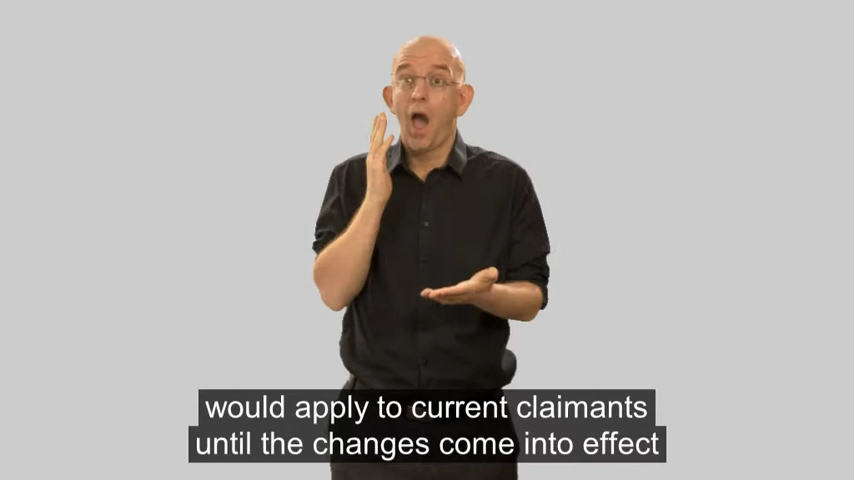 would apply to current claimants
until the changes come into effect